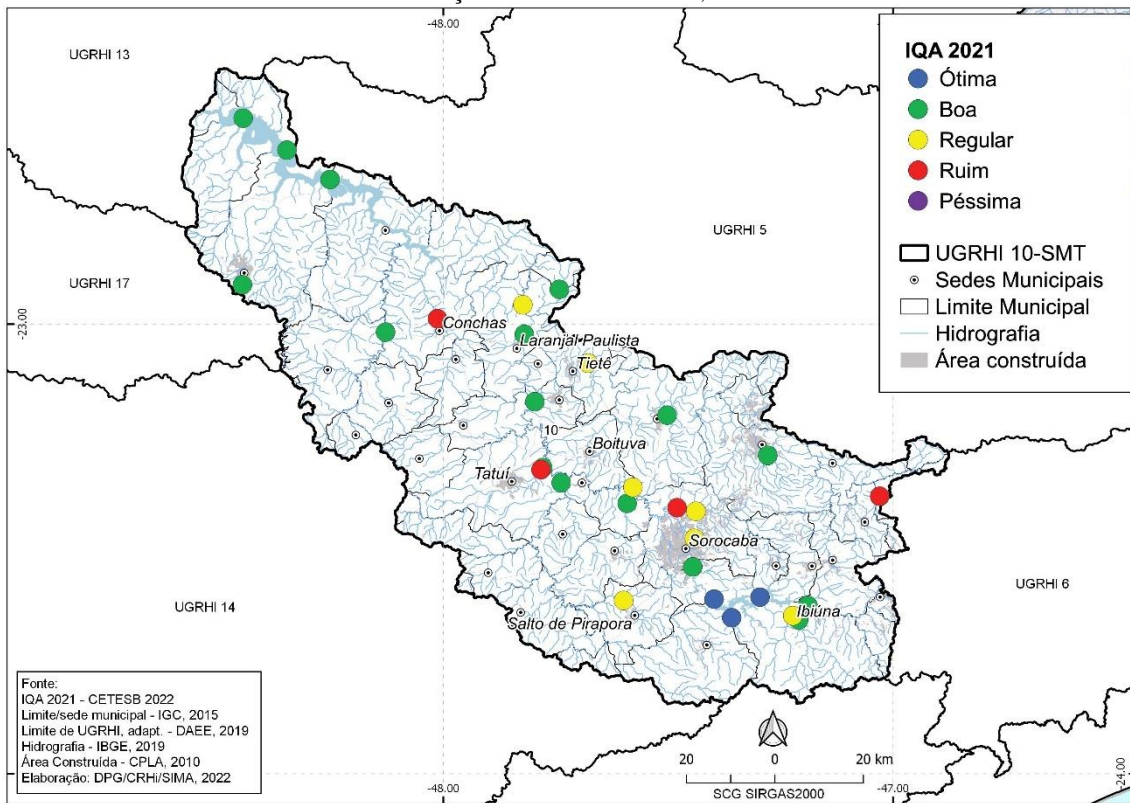 -48.00
UGRHI 13
IQA 2021
Ótima
Boa
Regular
Ruim
Péssima
UGRHI 10-SMT
Sedes Municipais
Limite Municipal
Hidrografia
Área construída
UGRHI 5
UGRHI 17
-23.00
Conchas
Laranjal Paulista
Tietê
10
Boituva
Tatuí
Sorocaba
UGRHI 6
UGRHI 14
Salto de Pirapora
Ibiúna
Fonte:
IQA 2021 - CETESB 2022
Limite/sede municipal - IGC, 2015
Limite de UGRHI, adapt. - DAEE, 2019
Hidrografia - IBGE, 2019
Área Construída - CPLA, 2010
Elaboração: DPG/CRHi/SIMA, 2022
20 0 20 km
SCG SIRGAS2000
-48.00
-47.00
-24.00